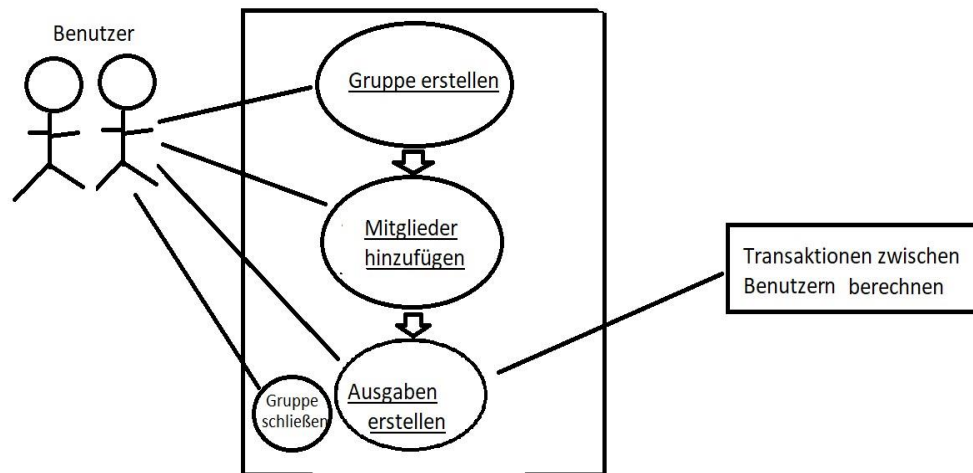 Benutzer
Gruppe erstellen
Mitglieder
hinzufügen
Transaktionen zwischen
Benutzern berechnen
Gruppe
schließen
Ausgaben
erstellen